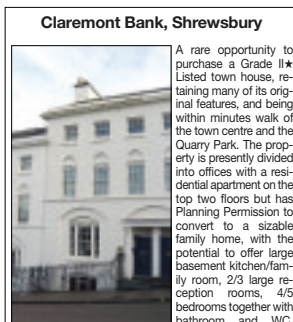 Claremont Bank, Shrewsbury
A rare opportunity to
purchase a Grade II★
Listed town house, re-
taining many of its orig-
inal features, and being
within minutes walk of
the town centre and the
Quarry Park. The prop-
erty is presently divided
into offices with a resi-
dential apartment on the
top two floors but has
Planning Permission to
convert to a sizable
family home, with the
potential to offer large
basement kitchen/fam-
ily room, 2/3 large re-
ception rooms, 4/5
bedrooms together with
bathroom and WC.